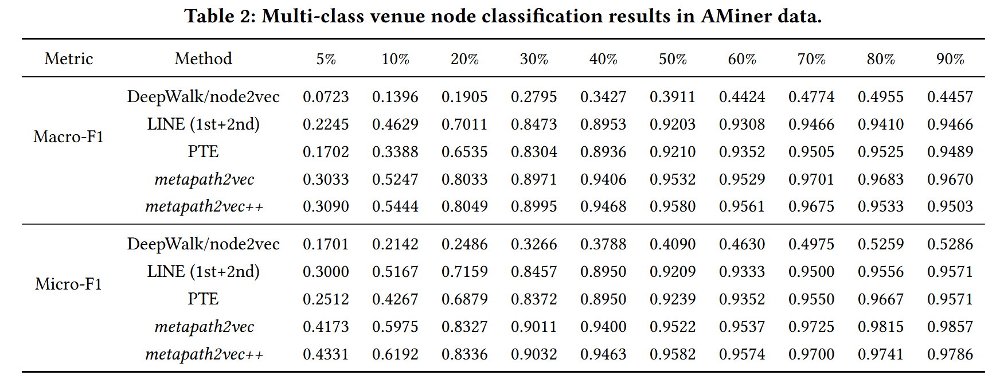 Table 2: Multi-class venue node classification results in AMiner data.
Metric Method 5% 10% 20% 30% 40% 50% 60% 70% 80% 90%
Macro-F1
DeepWalk/node2vec 0.0723 0.1396 0.1905 0.2795 0.3427 0.3911 0.4424 0.4774 0.4955 0.4457
LINE (1st+2nd) 0.2245 0.4629 0.7011 0.8473 0.8953 0.9203 0.9308 0.9466 0.9410 0.9466
PTE 0.1702 0.3388 0.6535 0.8304 0.8936 0.9210 0.9352 0.9505 0.9525 0.9489
metapath2vec 0.3033 0.5247 0.8033 0.8971 0.9406 0.9532 0.9529 0.9701 0.9683 0.9670
metapath2vec++ 0.3090 0.5444 0.8049 0.8995 0.9468 0.9580 0.9561 0.9675 0.9533 0.9503
Micro-F1
DeepWalk/node2vec 0.1701 0.2142 0.2486 0.3266 0.3788 0.4090 0.4630 0.4975 0.5259 0.5286
LINE (1st+2nd) 0.3000 0.5167 0.7159 0.8457 0.8950 0.9209 0.9333 0.9500 0.9556 0.9571
PTE 0.2512 0.4267 0.6879 0.8372 0.8950 0.9239 0.9352 0.9550 0.9667 0.9571
metapath2vec 0.4173 0.5975 0.8327 0.9011 0.9400 0.9522 0.9537 0.9725 0.9815 0.9857
metapath2vec++ 0.4331 0.6192 0.8336 0.9032 0.9463 0.9582 0.9574 0.9700 0.9741 0.9786